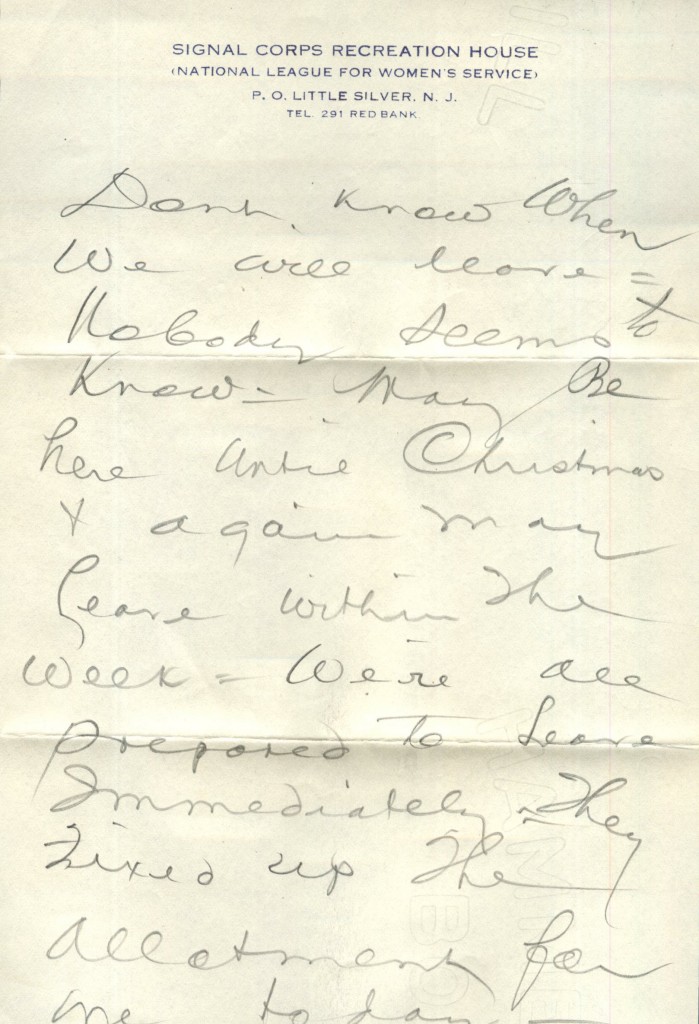 SIGNAL CORPS RECREATION HOUSE
(NATIONAL LEAGUE FOR WOMEN'S SERVICE)
P. O. LITTLE SILVER, N. J.
TEL. 291 RED BANK
Dont know When
We will leave =
Nobody seems to
Know = May Be
here until Christmas
& again may
leave within the
week = We're all
prepared to leave
Immediately = They
Fixed up the
allotment for
me today =